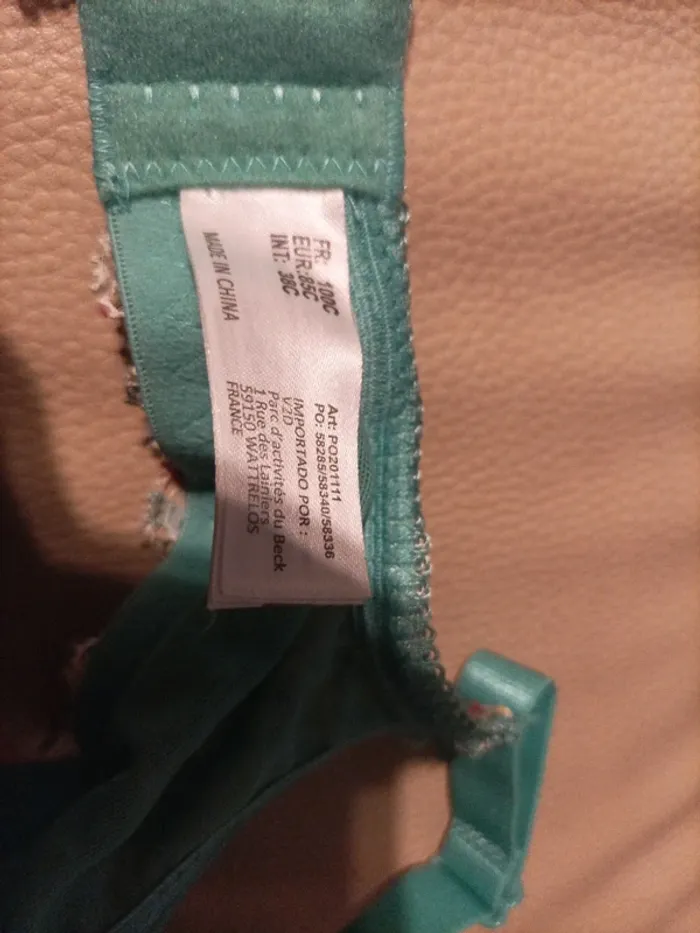 FR: 100C
EUR:85C
INT: 38C
MADE IN CHINA
Art: PO201111
PO: 58285/58340/58336
IMPORTADO POR :
V2D
Parc d'activités du Beck
1 Rue des Lainiers
59150 WATTRELOS
FRANCE